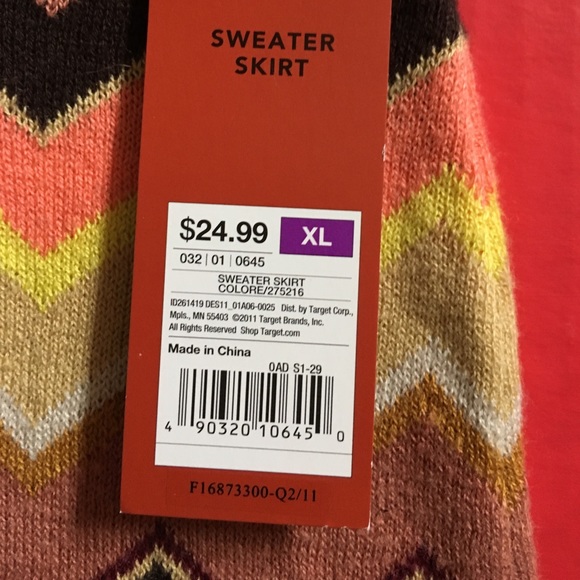 SWEATER
SKIRT
$24.99 XL
032 | 01 | 0645
SWEATER SKIRT
COLORE/275216
ID261419 DES11_01A06-0025 Dist. by Target Corp.,
Mpls., MN 55403 ©2011 Target Brands, Inc.
All Rights Reserved Shop Target.com
Made in China
0AD S1-29
4 90320 10645 0
F16873300-Q2/11